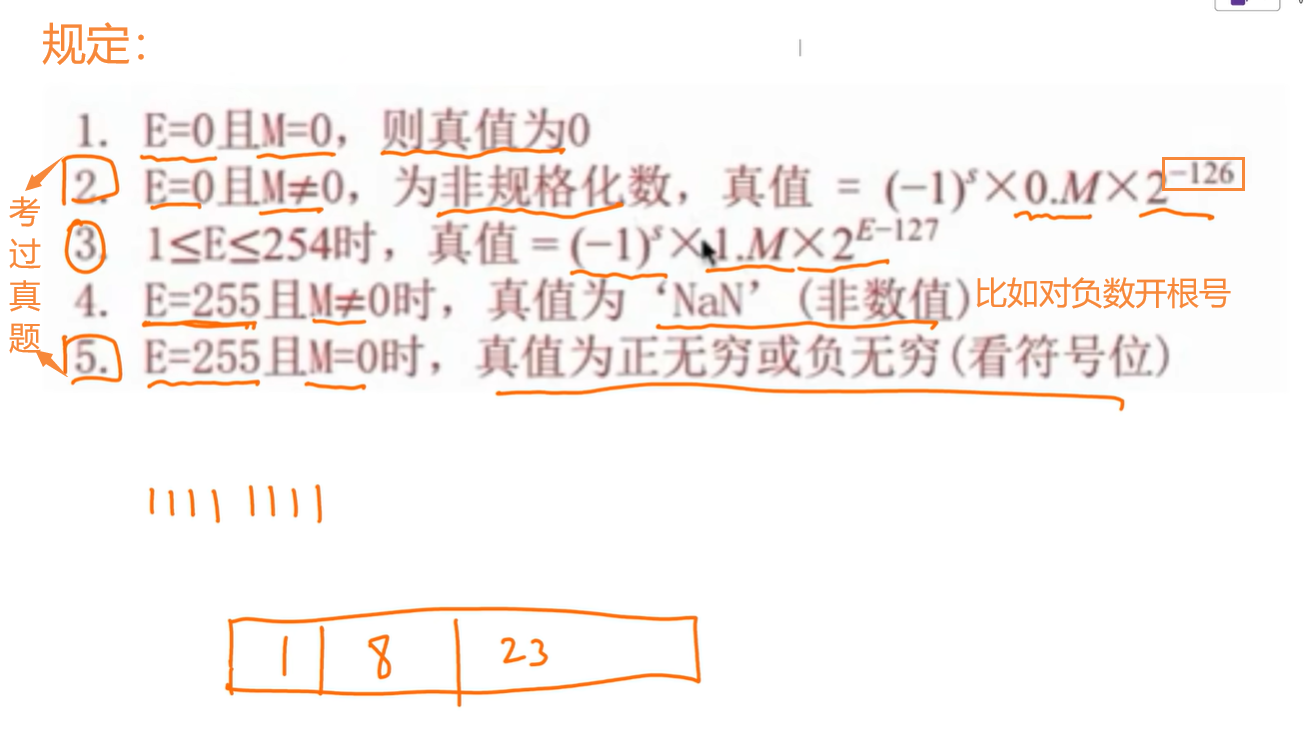 规定：
1. E=0且M=0，则真值为0
2. E=0且M≠0，为非规格化数，真值 = (−1)^s×0.M×2^−126
3. 1≤E≤254时，真值＝(−1)^s×1.M×2^E−127
4. E=255且M≠0时，真值为‘NaN’(非数值)比如对负数开根号
5. E=255且M=0时，真值为正无穷或负无穷(看符号位)
考过真题
1111 1111
1 8 23